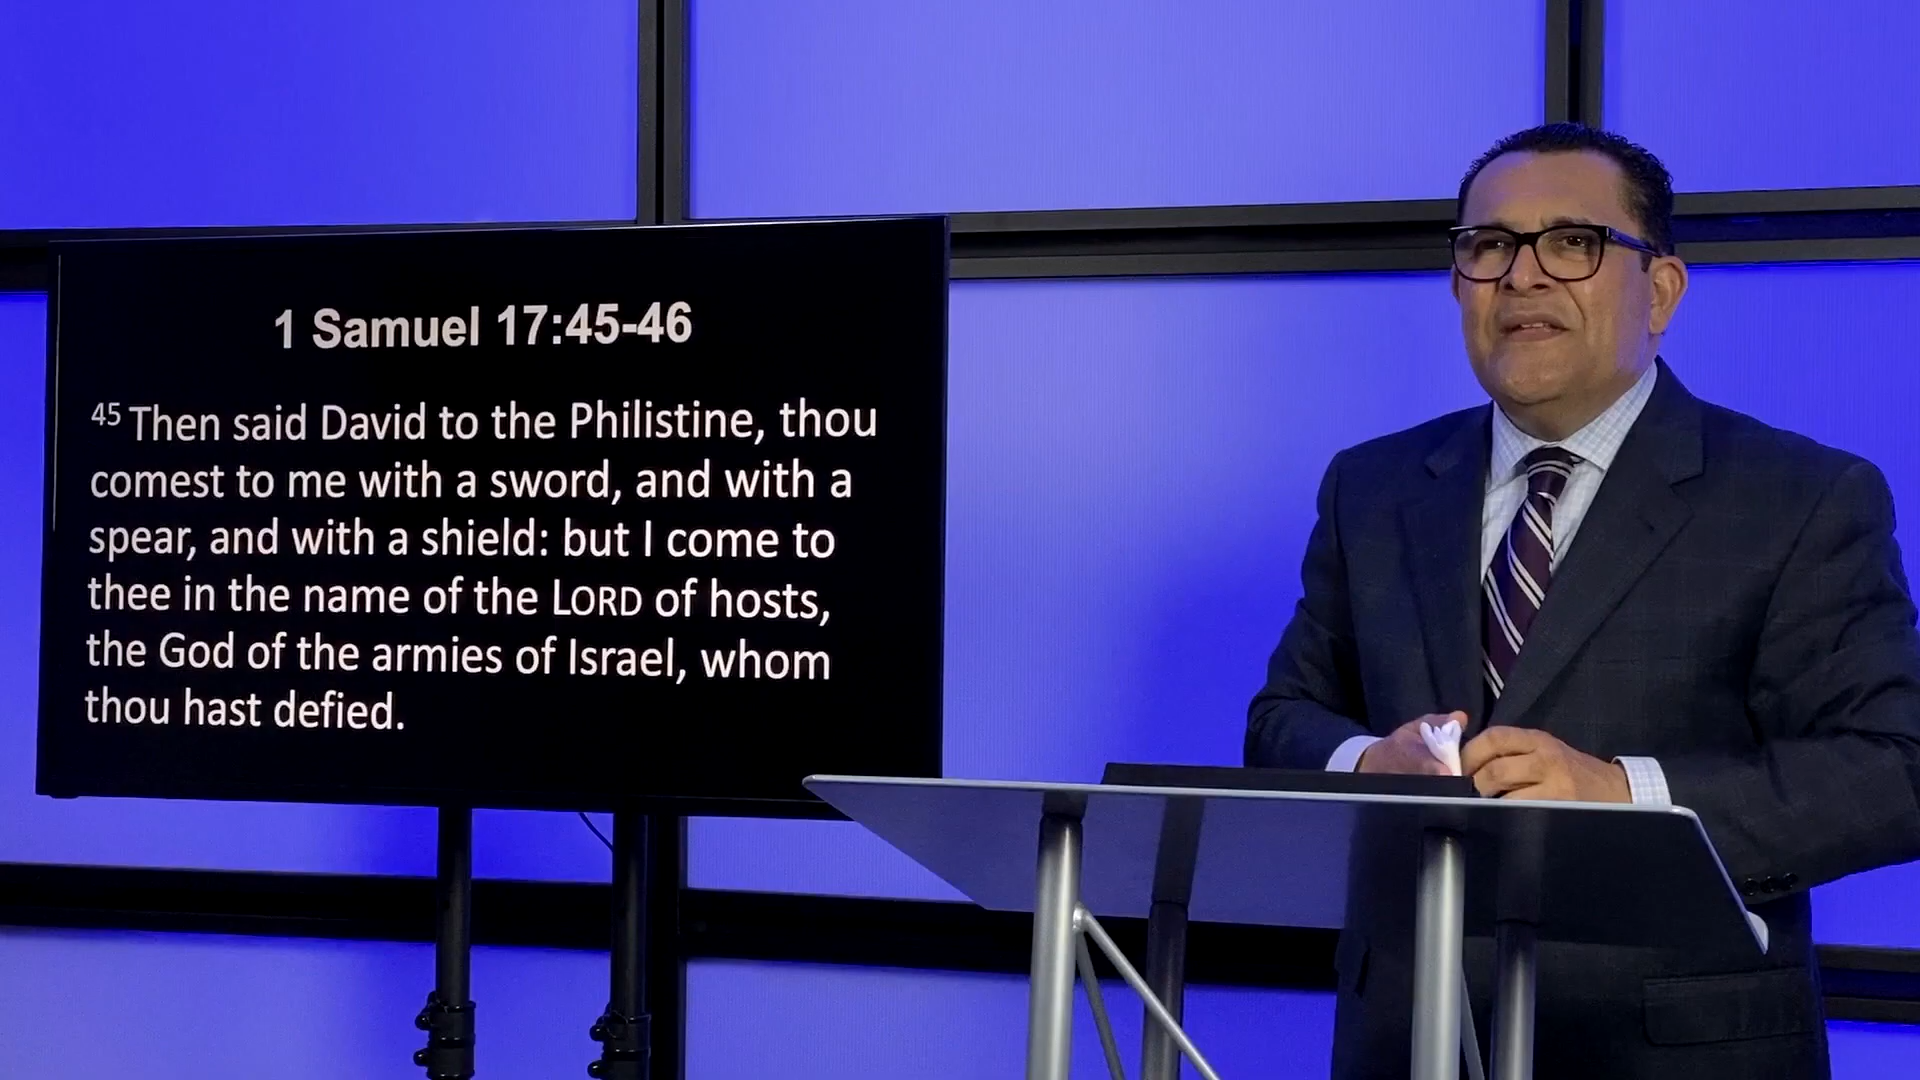 1 Samuel 17:45-46
45 Then said David to the Philistine, thou
comest to me with a sword, and with a
spear, and with a shield: but I come to
thee in the name of the LORD of hosts,
the God of the armies of Israel, whom
thou hast defied.